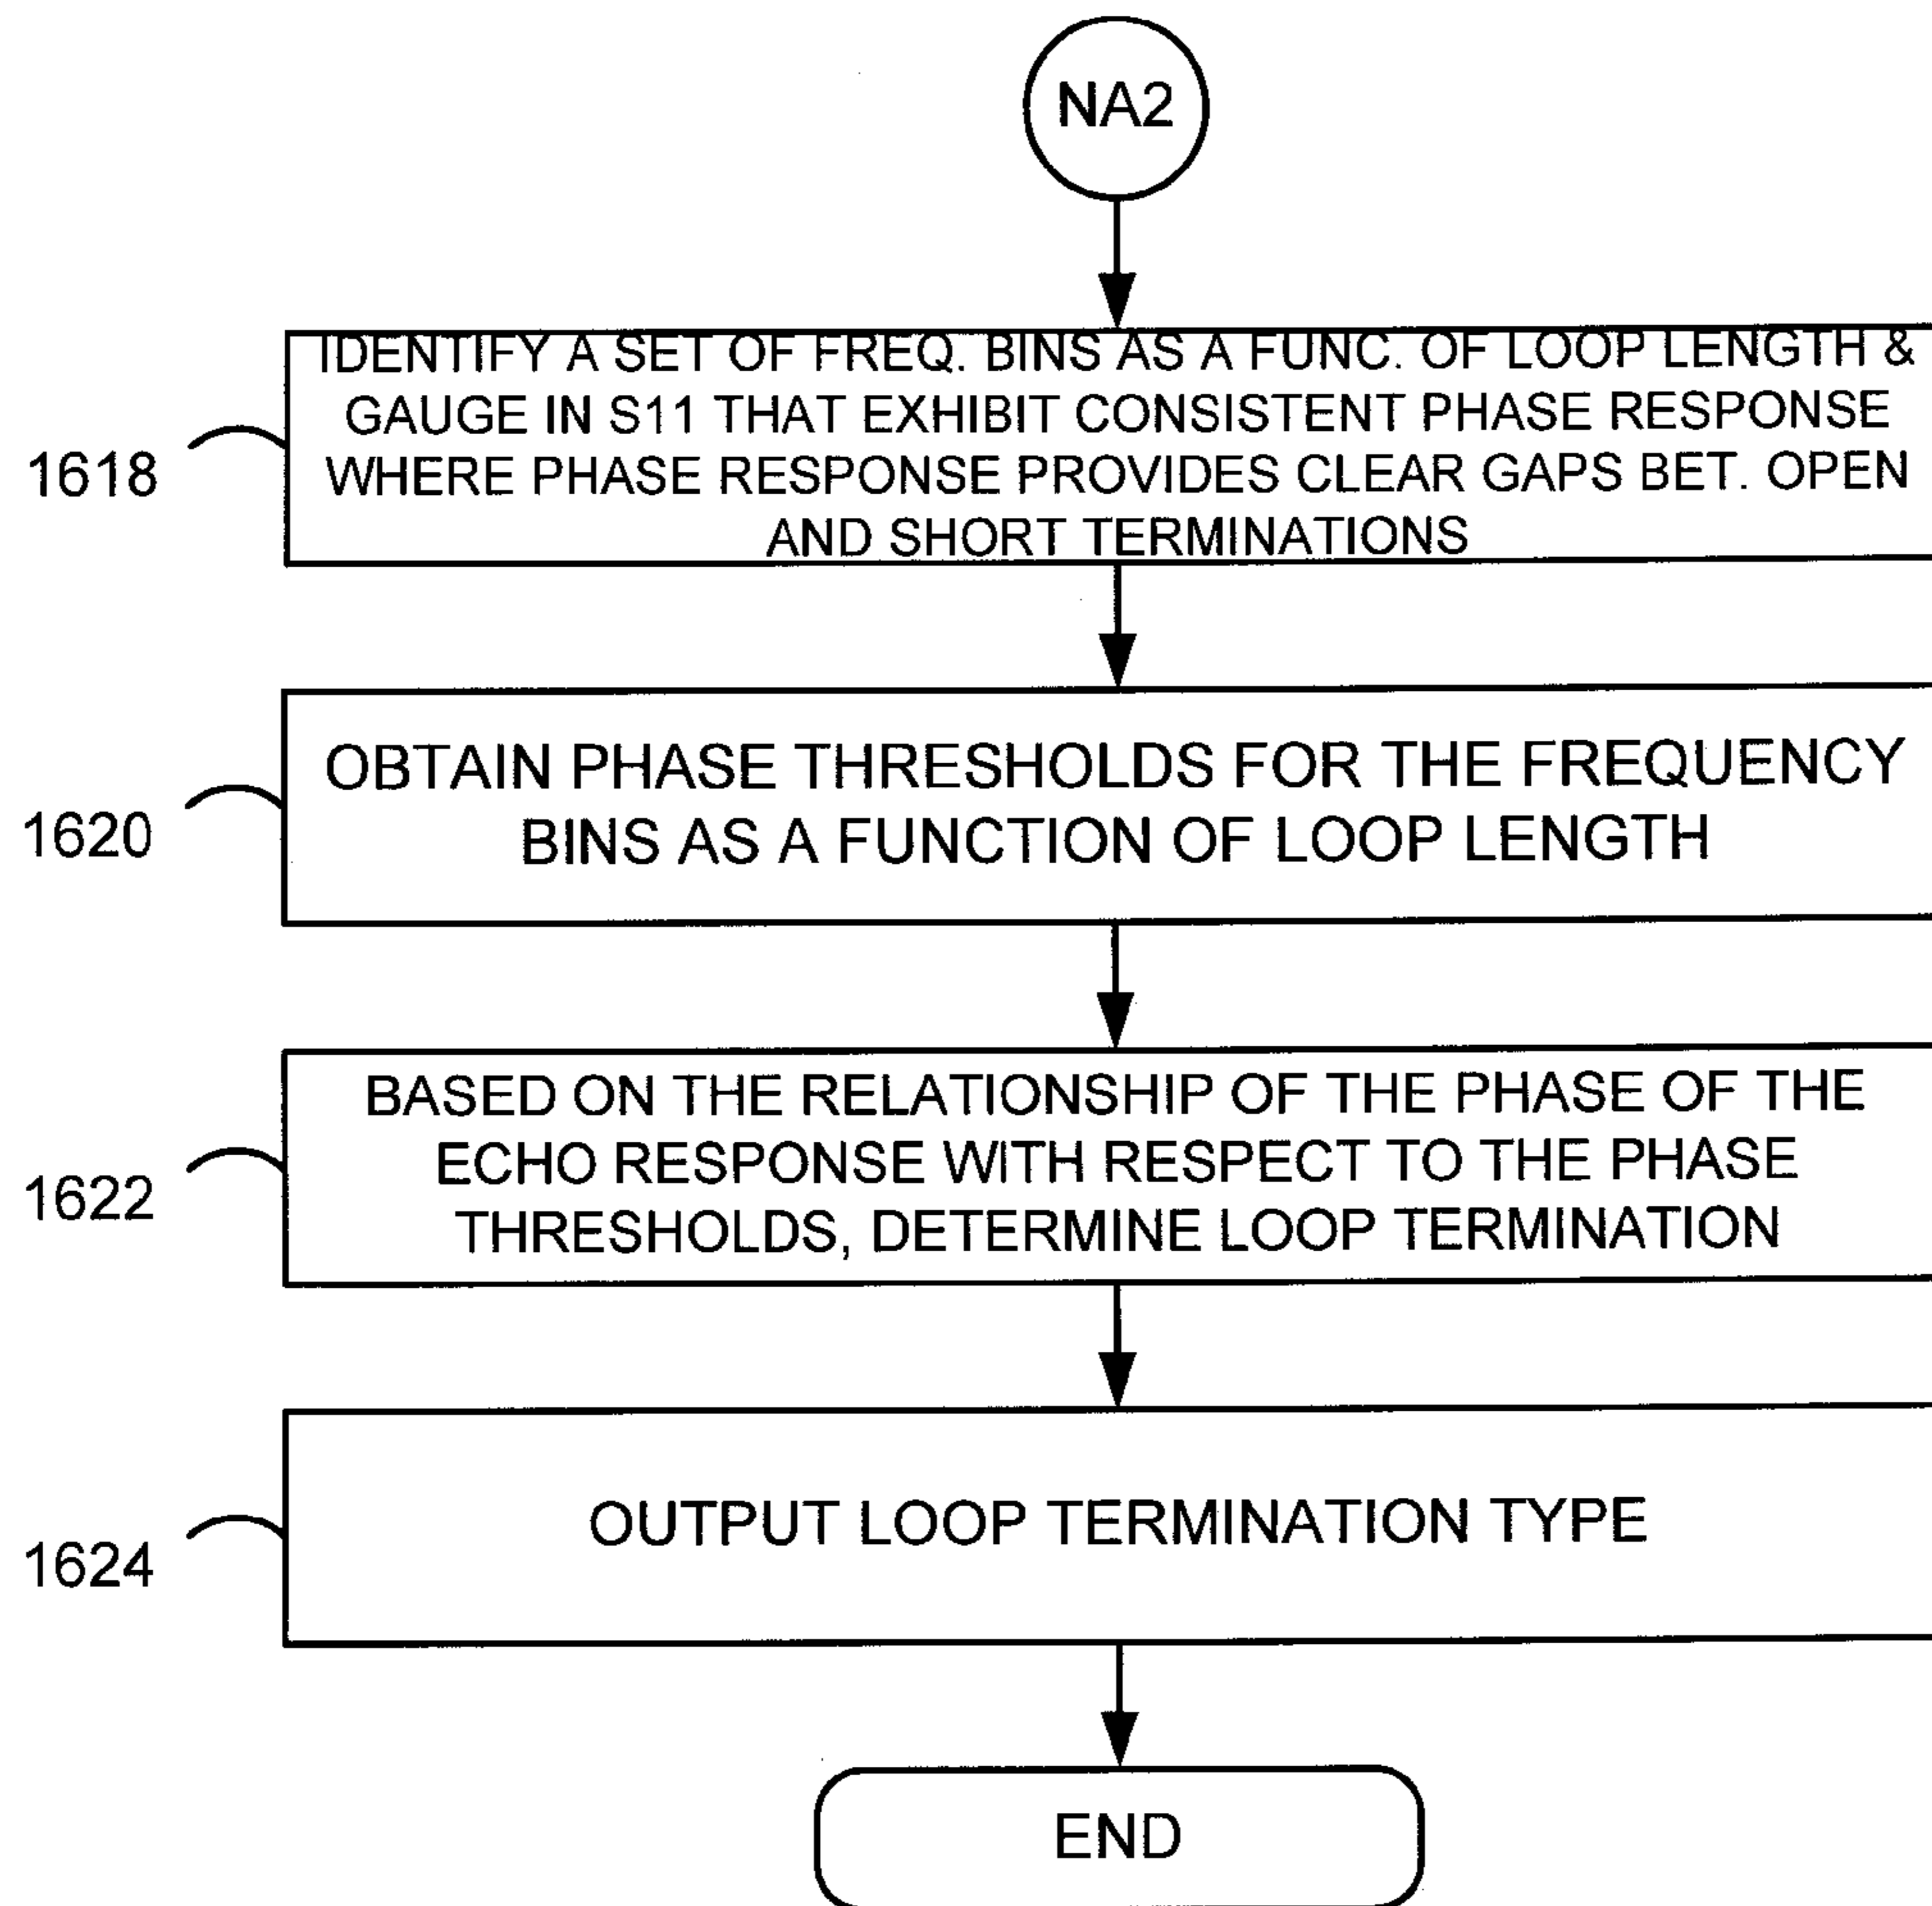 NA2
IDENTIFY A SET OF FREQ. BINS AS A FUNC. OF LOOP LENGTH &
GAUGE IN S11 THAT EXHIBIT CONSISTENT PHASE RESPONSE
WHERE PHASE RESPONSE PROVIDES CLEAR GAPS BET. OPEN
AND SHORT TERMINATIONS
1618
OBTAIN PHASE THRESHOLDS FOR THE FREQUENCY
BINS AS A FUNCTION OF LOOP LENGTH
1620
BASED ON THE RELATIONSHIP OF THE PHASE OF THE
ECHO RESPONSE WITH RESPECT TO THE PHASE
THRESHOLDS, DETERMINE LOOP TERMINATION
1622
OUTPUT LOOP TERMINATION TYPE
1624
END